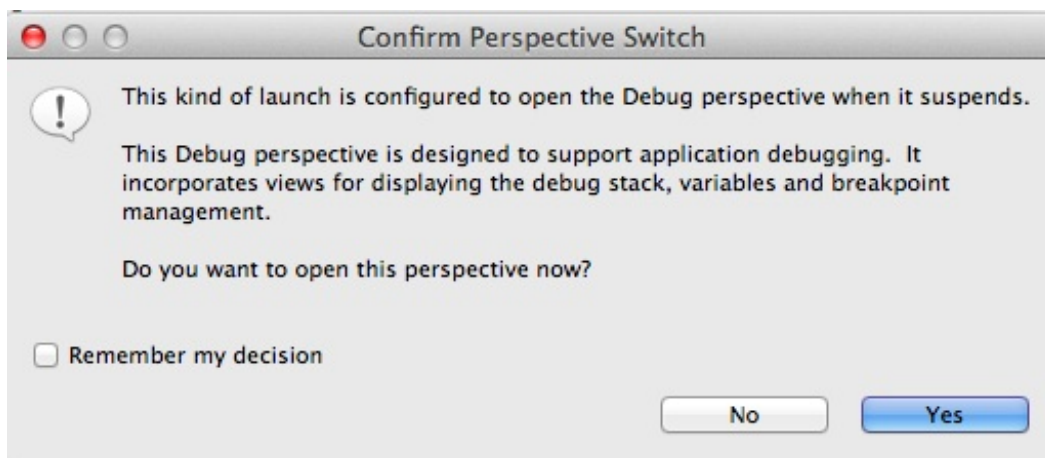 Confirm Perspective Switch
This kind of launch is configured to open the Debug perspective when it suspends.
This Debug perspective is designed to support application debugging.  It
incorporates views for displaying the debug stack, variables and breakpoint
management.
Do you want to open this perspective now?
Remember my decision
No
Yes